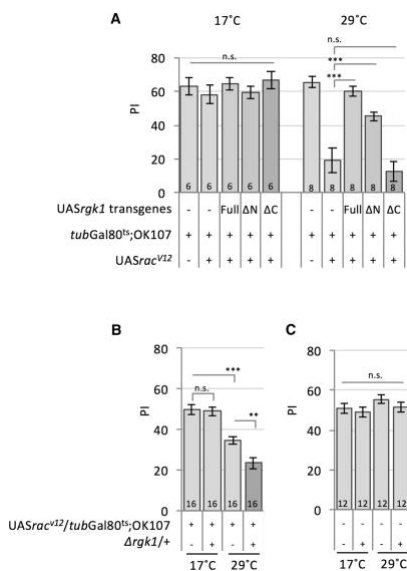 A
17˚C 29˚C
n.s.
n.s.
***
***
80
60
40
20
0
PI
6 6 6 6 6 8 8 8 8 8
UASrgk1 transgenes - - Full ΔN ΔC - - Full ΔN ΔC
tubGal80ts;OK107 + + + + + + + + + +
UASracV12 - + + + + - + + + +
B
80
60
40
20
0
PI
***
n.s.
**
16 16 16 16
UASracv12/tubGal80ts;OK107 + + + +
Δrgk1/+ - + - +
17˚C 29˚C
C
80
60
40
20
0
PI
n.s.
12 12 12 12
- - - -
- + - +
17˚C 29˚C